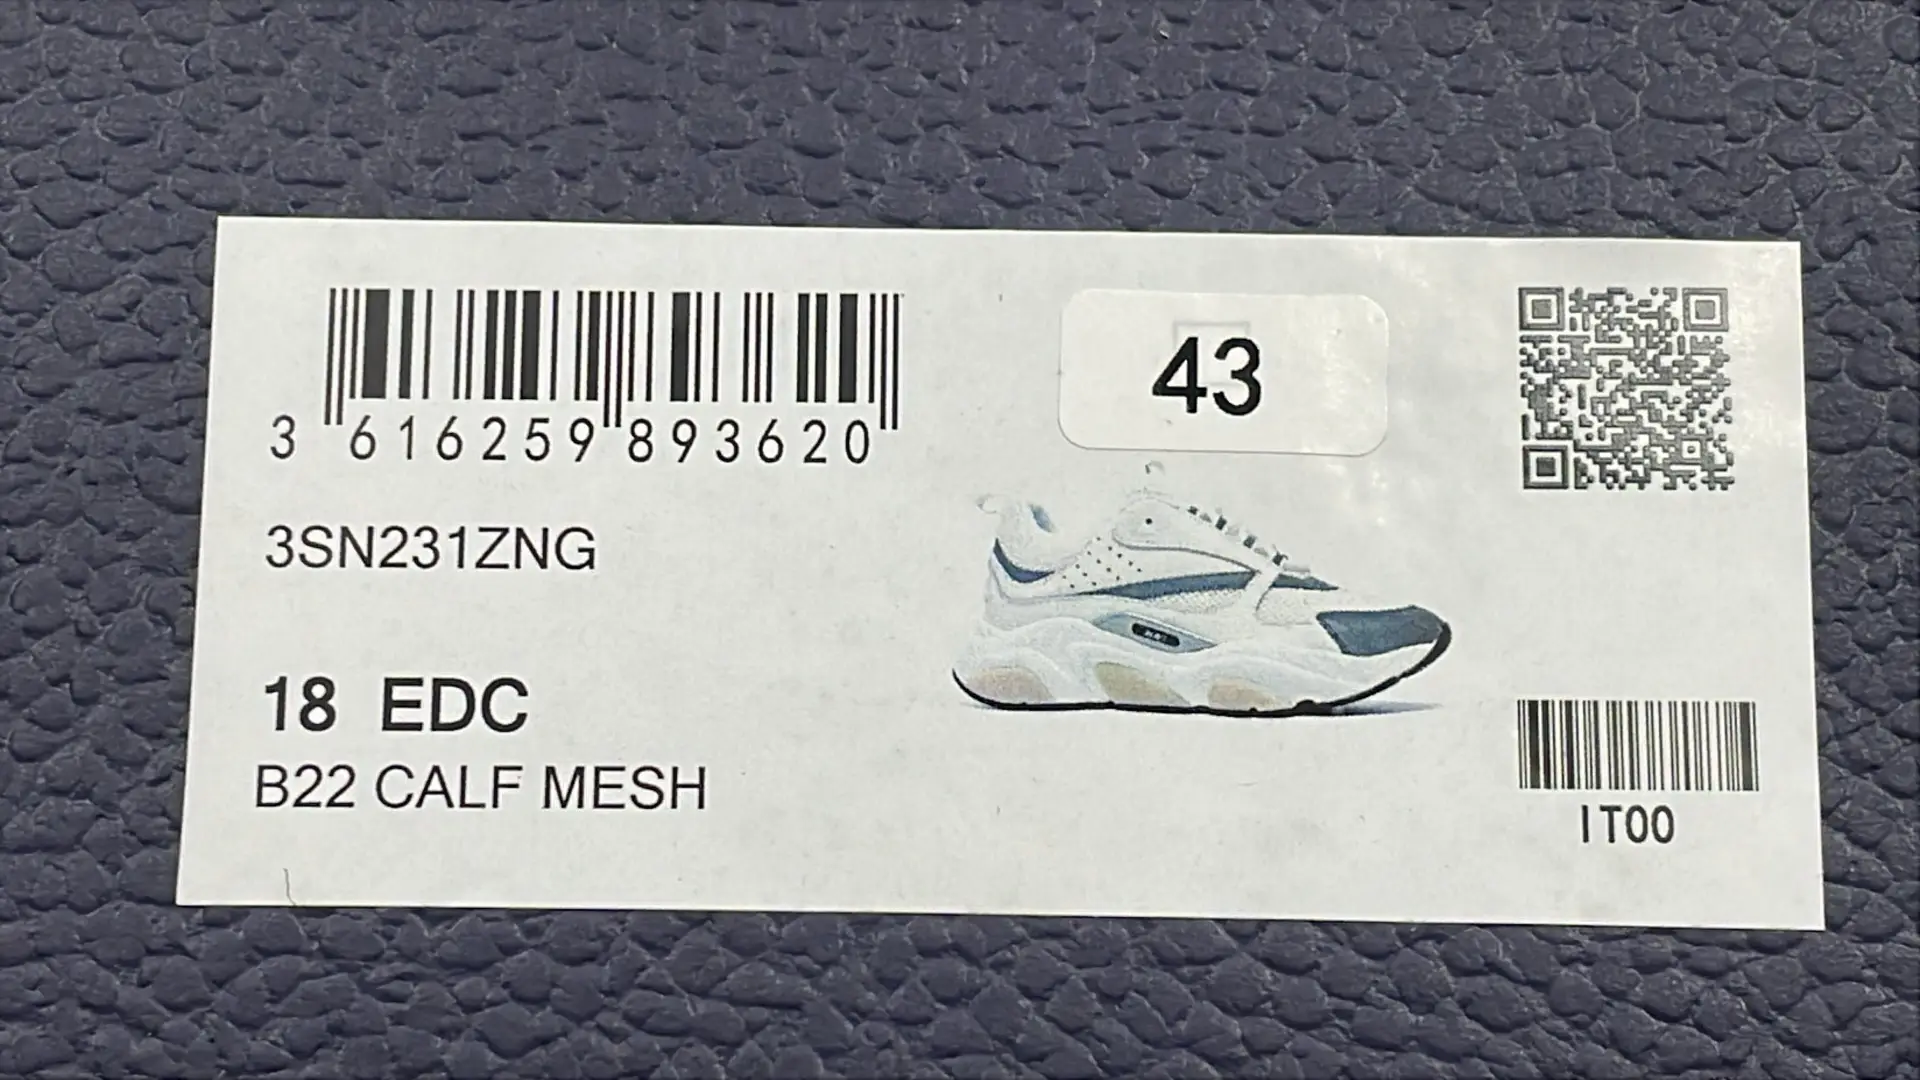 3 616259 893620
43
3SN231ZNG
18 EDC
B22 CALF MESH
IT00